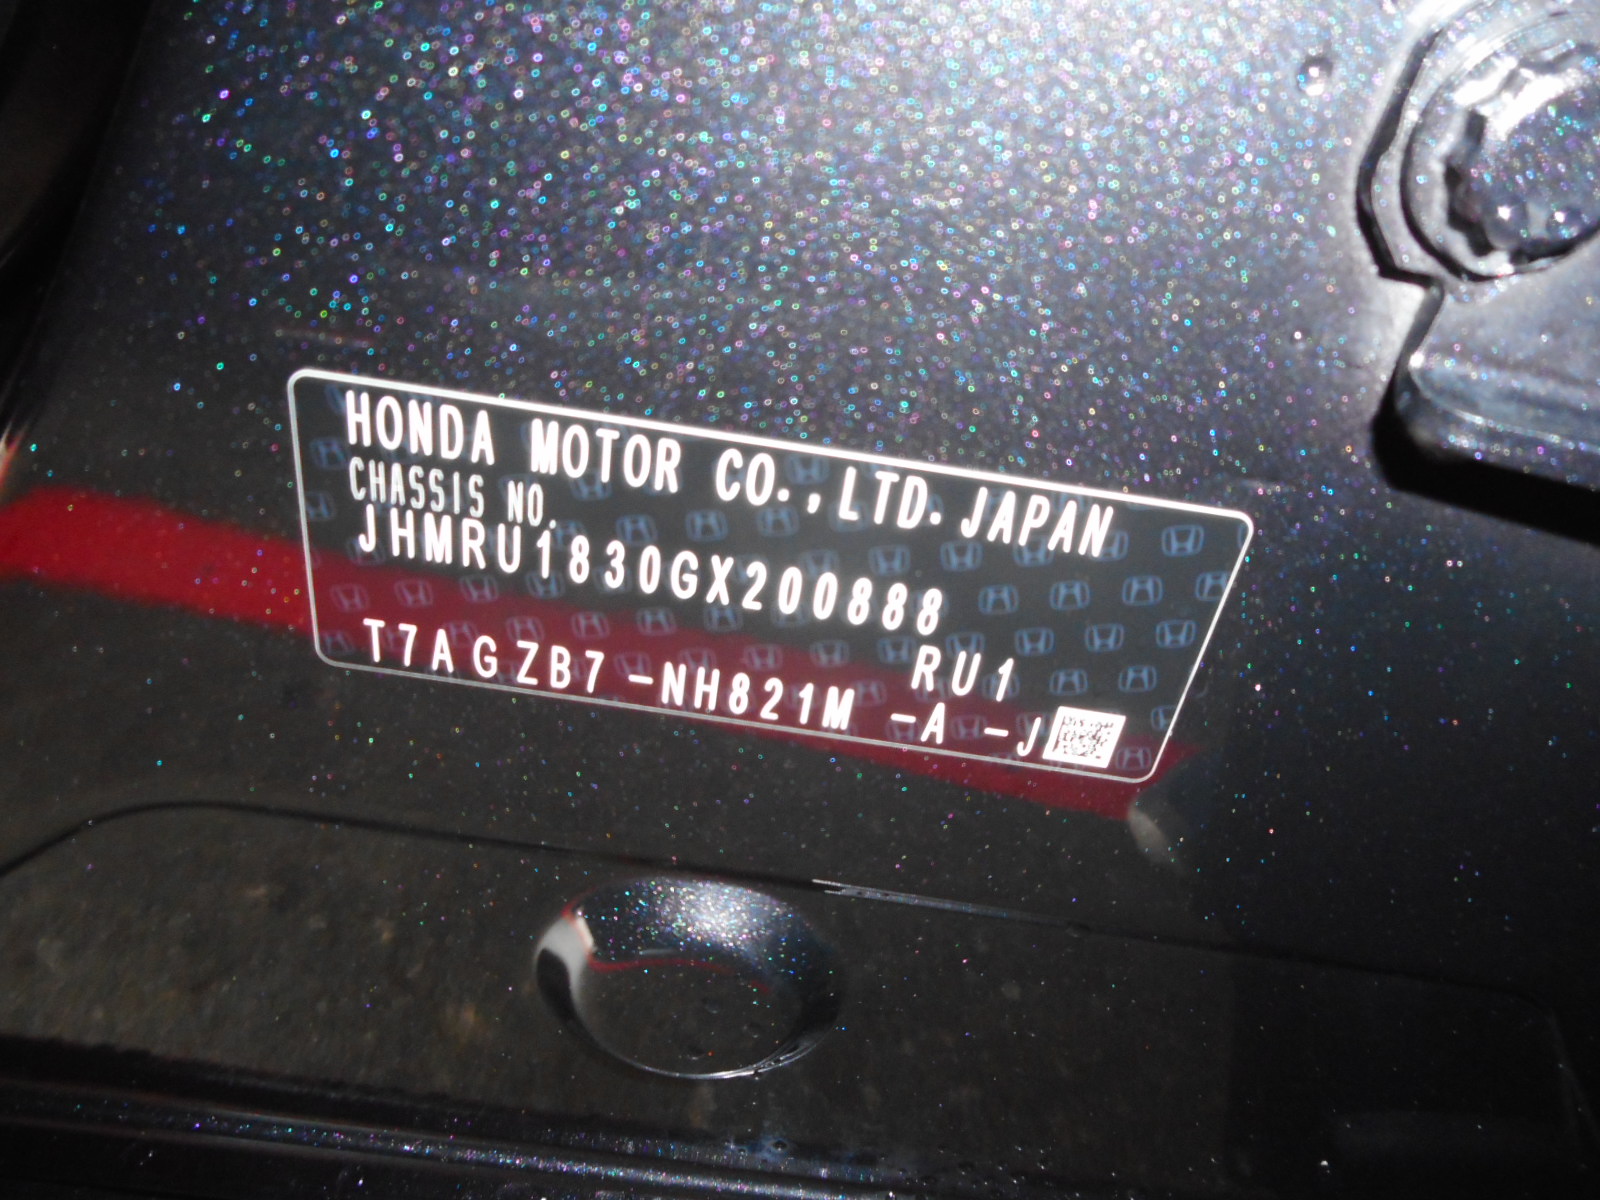 HONDA MOTOR CO., LTD. JAPAN
CHASSIS NO.
JHMRU1830GX200888
RU1
T7AGZB7 -NH821M -A -J